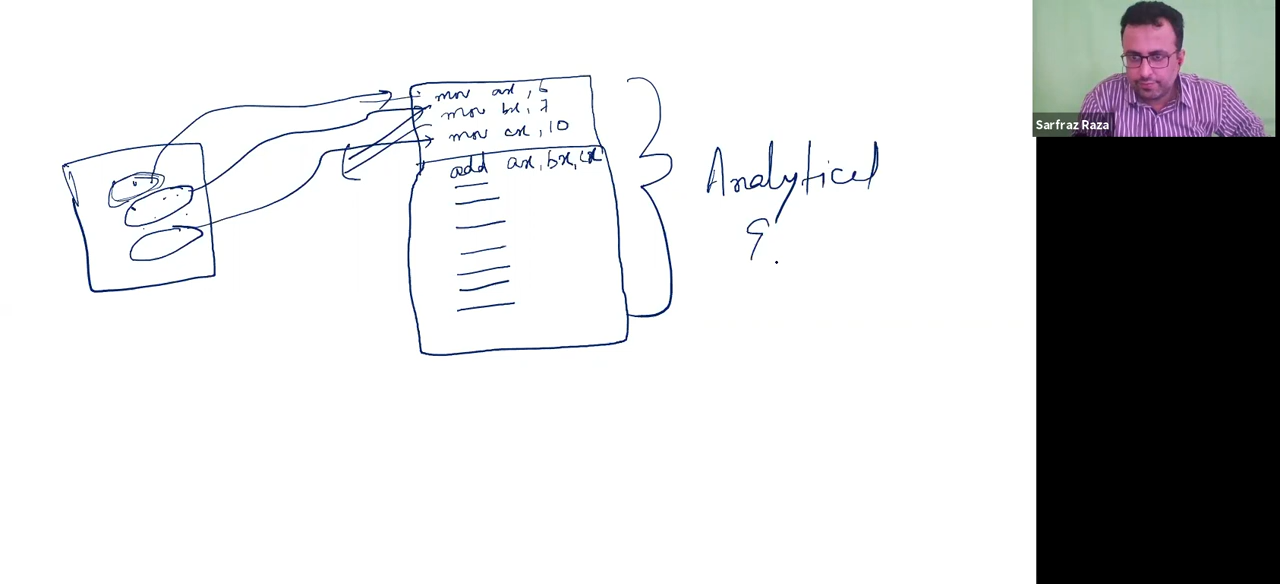 mov ax, 6
mov bx, 7
mov cx, 10
add ax, bx, cx
Analytical
Sarfraz Raza